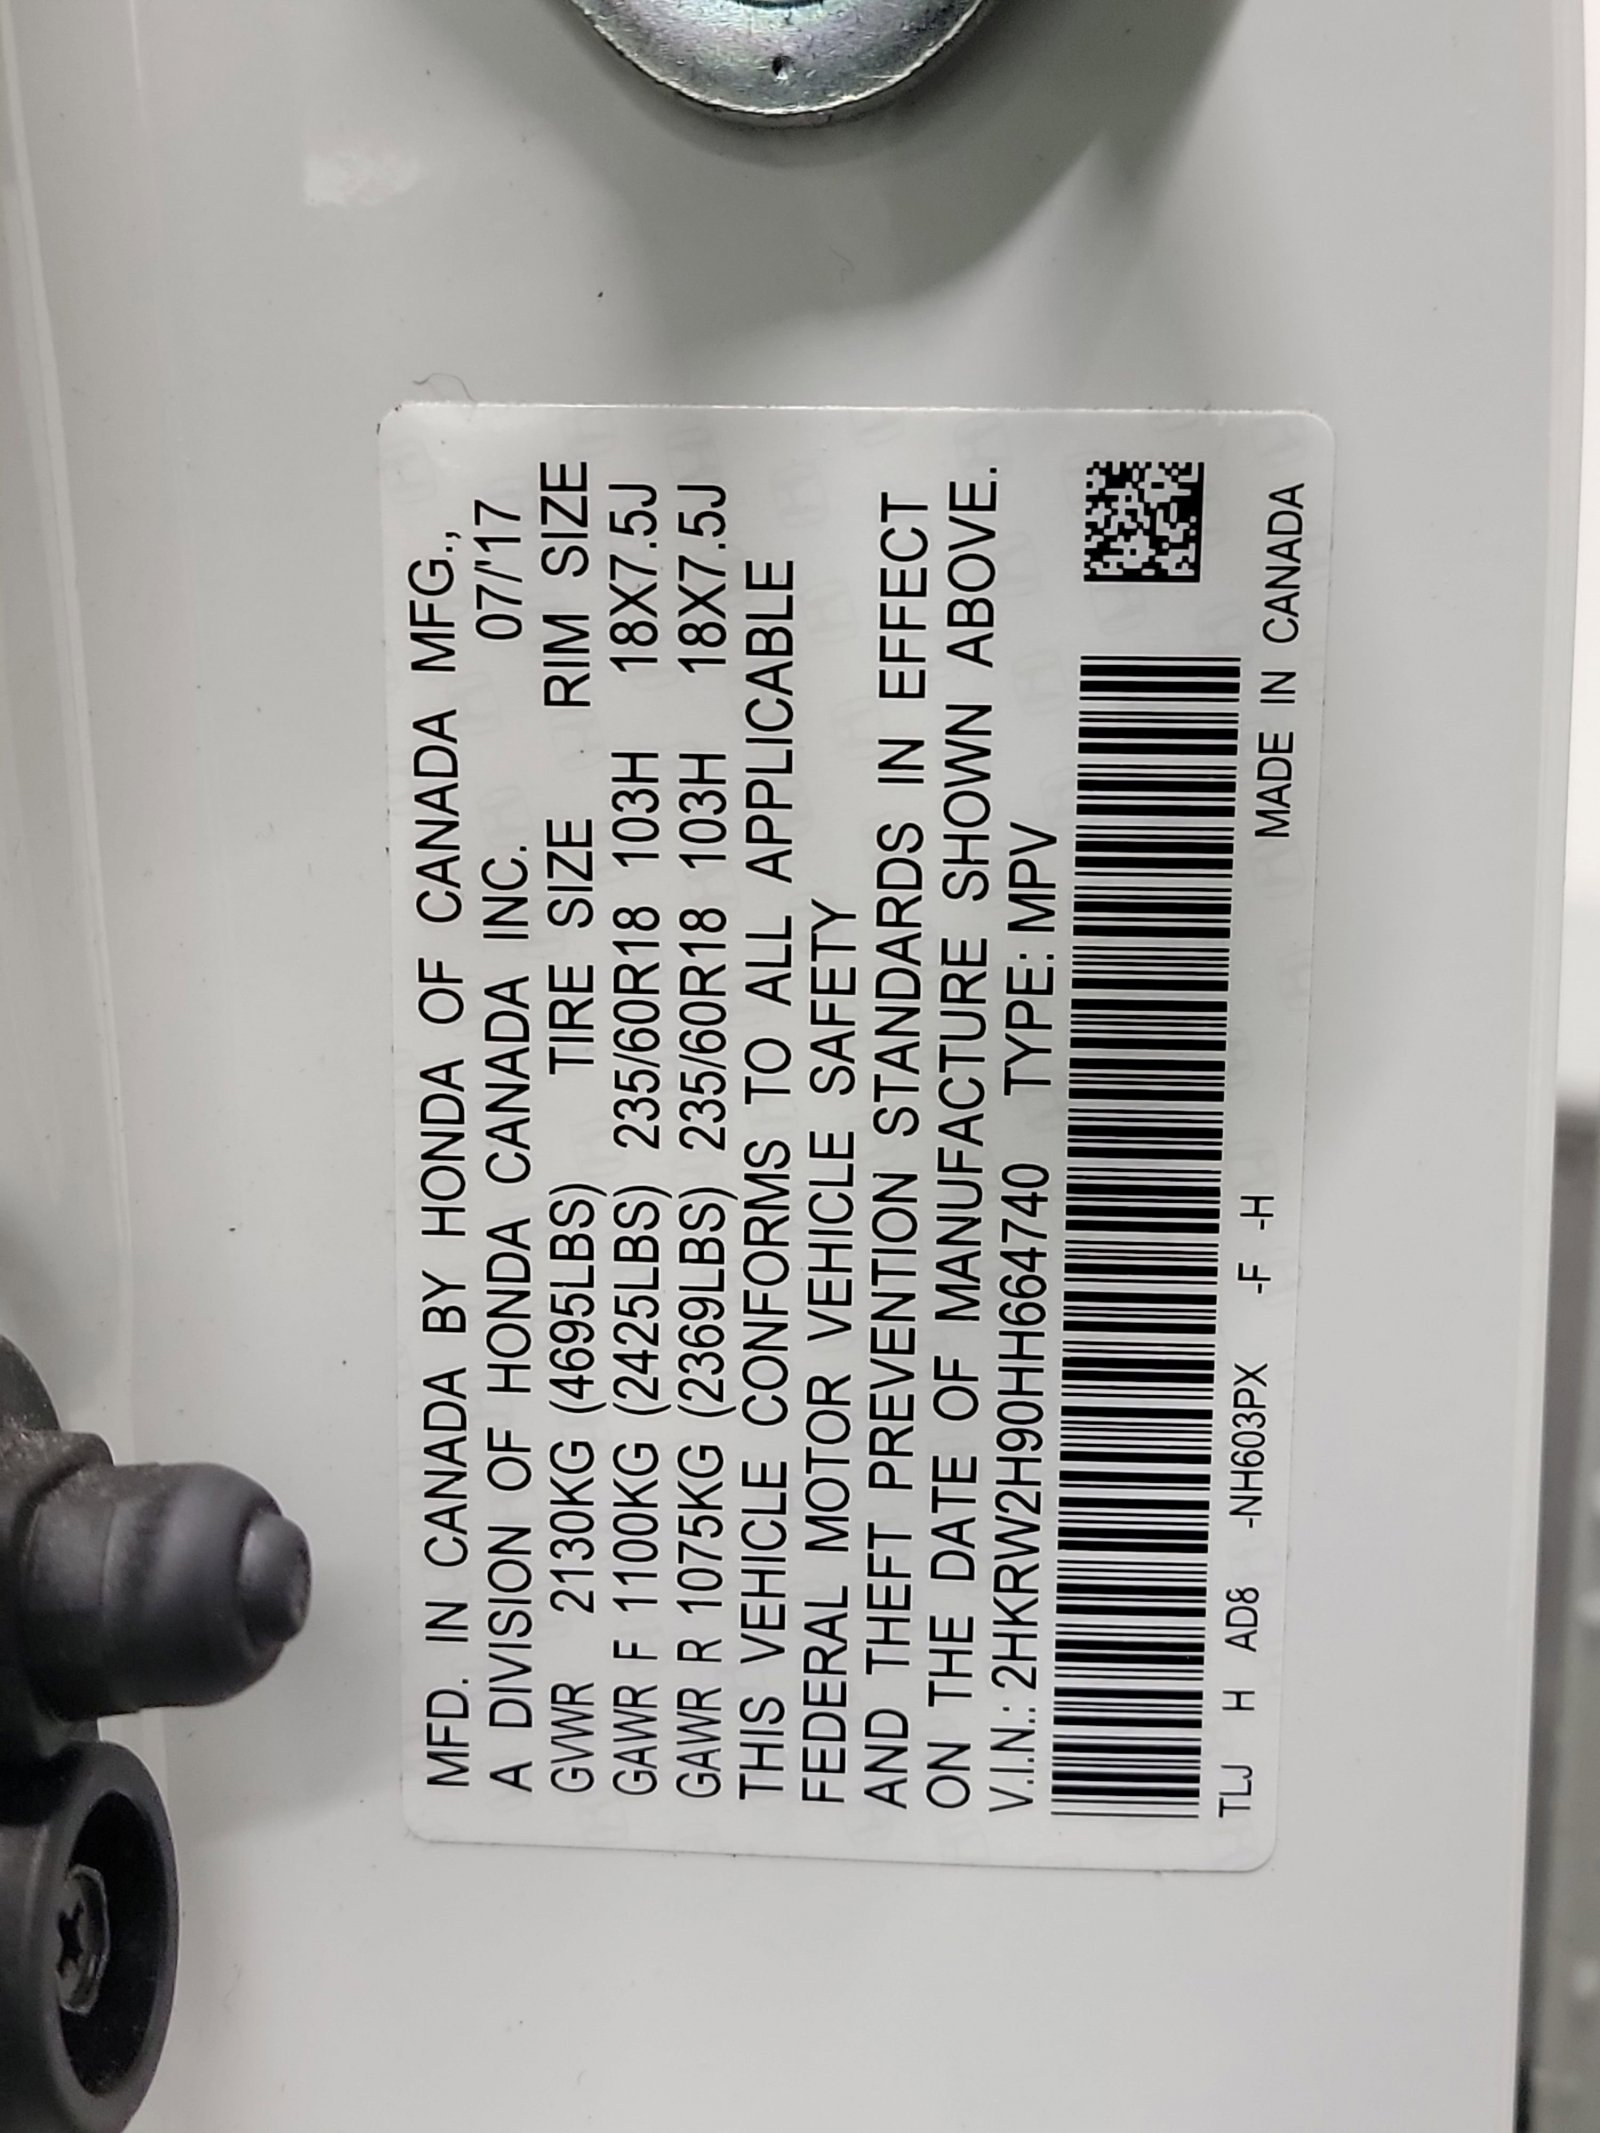 MFD. IN CANADA BY HONDA OF CANADA MFG.,
A DIVISION OF HONDA CANADA INC. 07/'17
GVWR 2130KG (4695LBS) TIRE SIZE RIM SIZE
GAWR F 1100KG (2425LBS) 235/60R18 103H 18X7.5J
GAWR R 1075KG (2369LBS) 235/60R18 103H 18X7.5J
THIS VEHICLE CONFORMS TO ALL APPLICABLE
FEDERAL MOTOR VEHICLE SAFETY
AND THEFT PREVENTION STANDARDS IN EFFECT
ON THE DATE OF MANUFACTURE SHOWN ABOVE.
V.I.N.: 2HKRW2H90HH664740 TYPE: MPV
TLJ H AD8 -NH603PX -F -H MADE IN CANADA